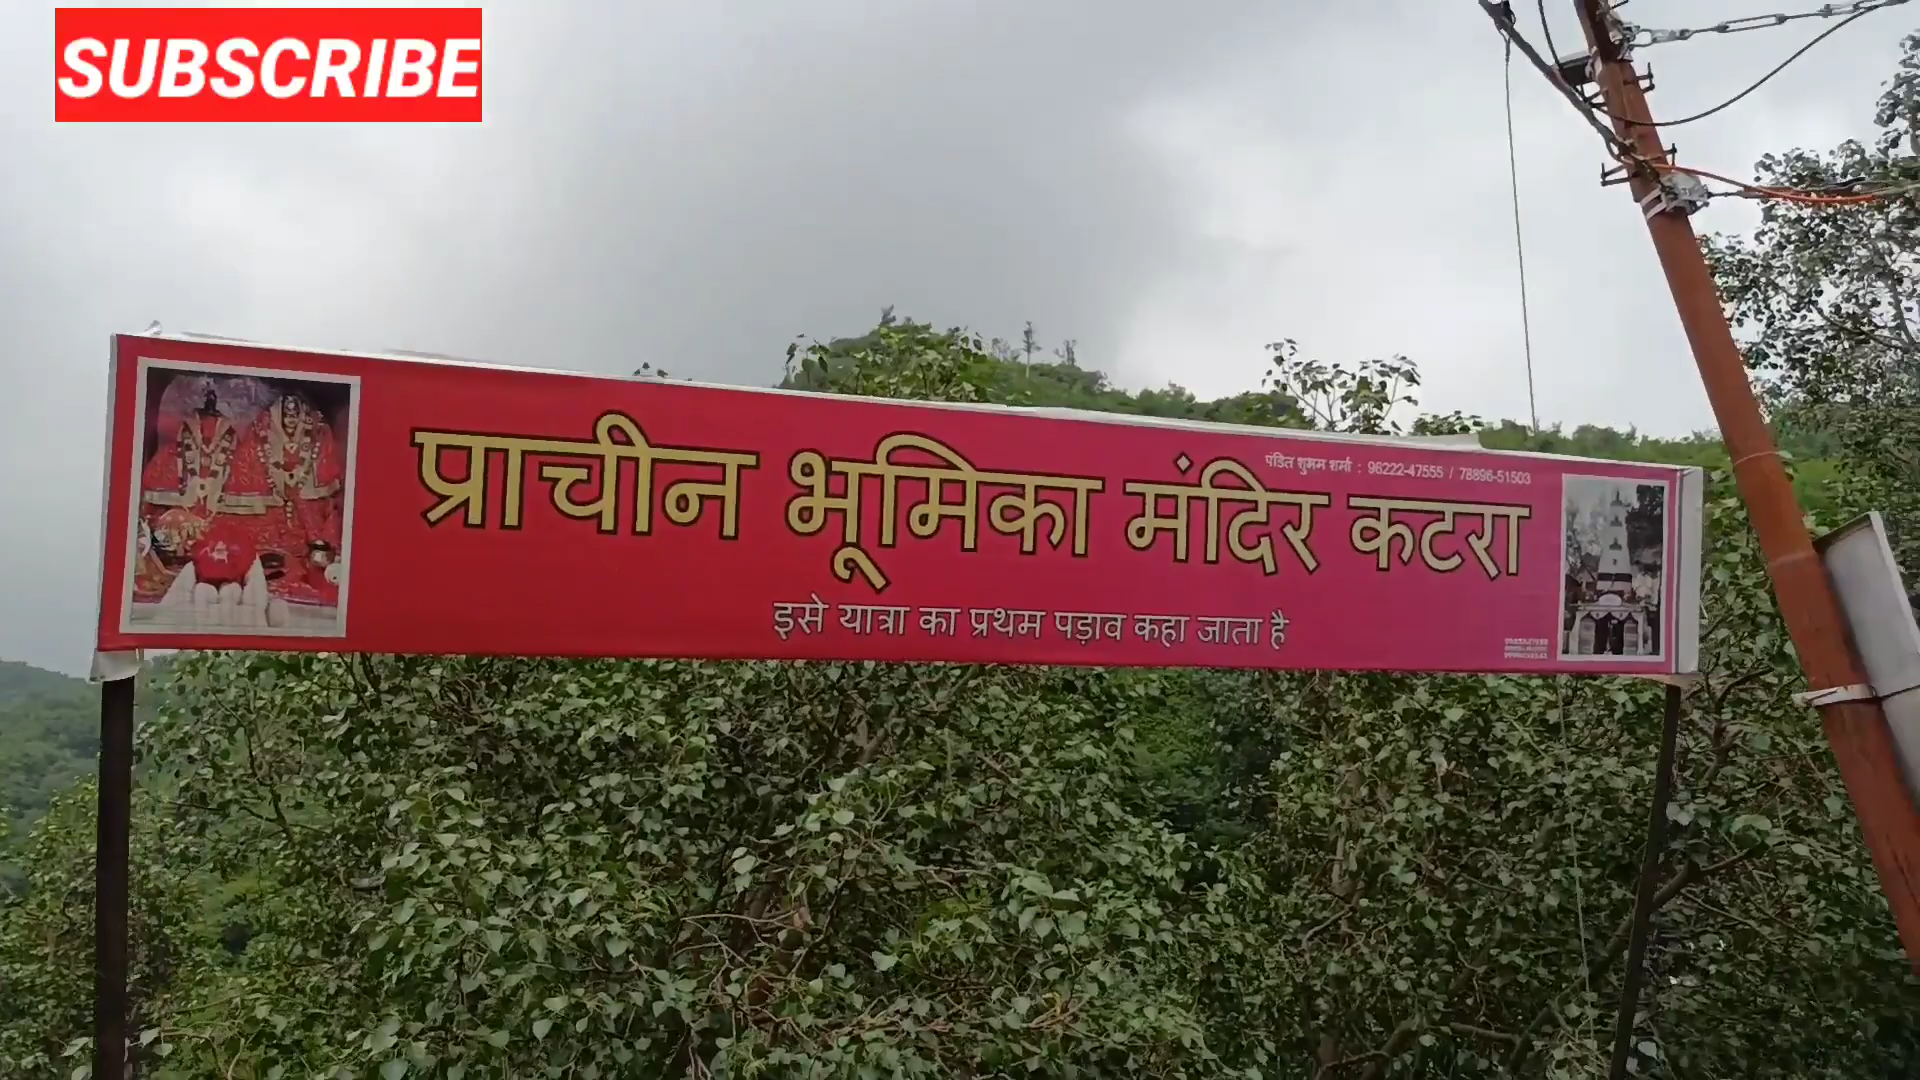 SUBSCRIBE
पंडित शुभम शर्मा : 96222-47555 / 78896-51503
प्राचीन भूमिका मंदिर कटरा
इसे यात्रा का प्रथम पड़ाव कहा जाता है